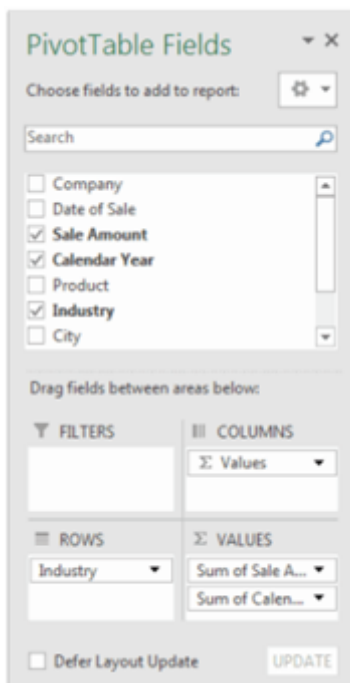 PivotTable Fields
Choose fields to add to report:
Search
Company
Date of Sale
Sale Amount
Calendar Year
Product
Industry
City
Drag fields between areas below:
FILTERS
COLUMNS
Σ Values
ROWS
Industry
Σ VALUES
Sum of Sale A...
Sum of Calen...
Defer Layout Update
UPDATE